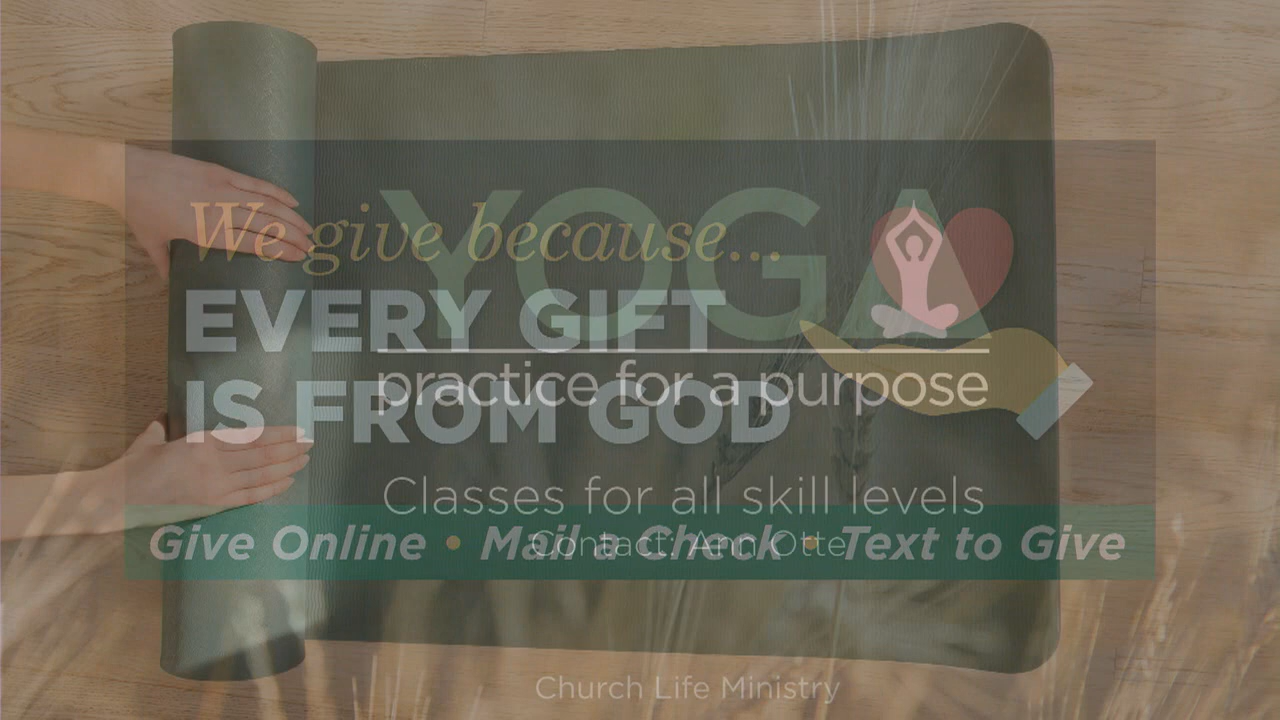 We give because...
YOGA
EVERY GIFT
practice for a purpose
IS FROM GOD
Classes for all skill levels
Give Online • Mail a Check • Text to Give
Contact: Ann Otte
Church Life Ministry